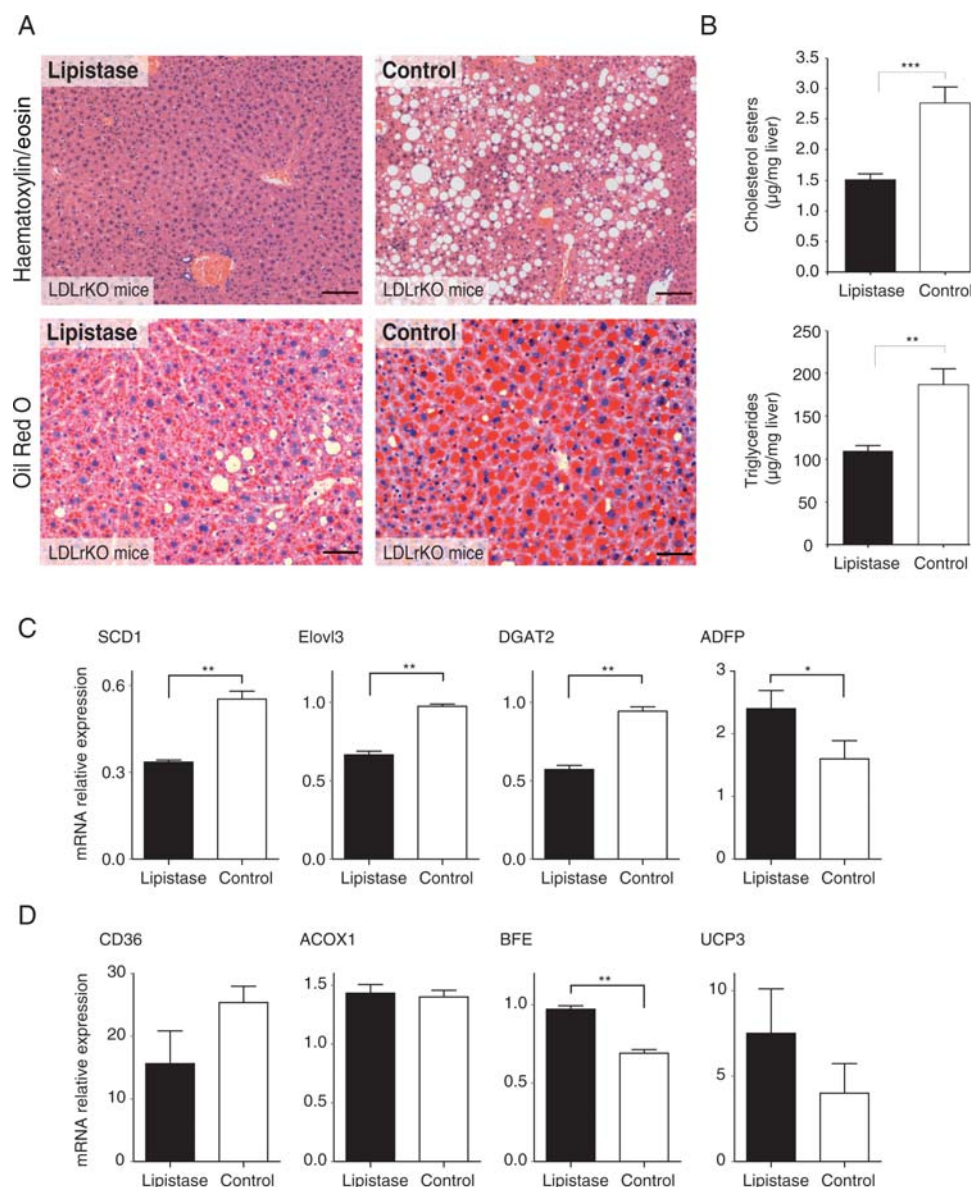 A
Haematoxylin/eosin
Lipistase
LDLrKO mice
Control
LDLrKO mice
Oil Red O
Lipistase
LDLrKO mice
Control
LDLrKO mice
B
Cholesterol esters
(µg/mg liver)
3.5
3.0
2.5
2.0
1.5
1.0
0.5
0.0
***
Lipistase Control
Triglycerides
(µg/mg liver)
250
200
150
100
50
0
**
Lipistase Control
C
mRNA relative expression
SCD1
0.6
0.3
0.0
**
Lipistase Control
Elovl3
1.0
0.5
0.0
**
Lipistase Control
DGAT2
1.0
0.5
0.0
**
Lipistase Control
ADFP
3
2
1
0
*
Lipistase Control
D
mRNA relative expression
CD36
30
20
10
0
Lipistase Control
ACOX1
1.5
1.0
0.5
0.0
Lipistase Control
BFE
1.0
0.5
0.0
**
Lipistase Control
UCP3
10
5
0
Lipistase Control